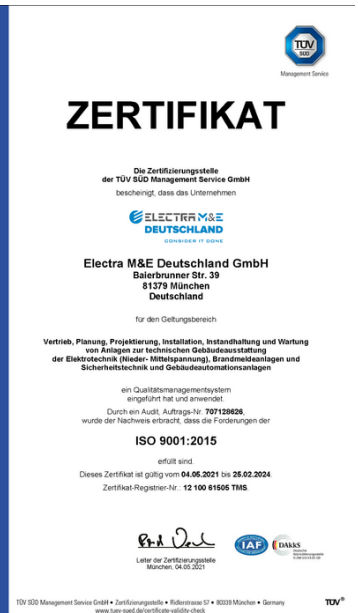 TÜV
SÜD
Management Service
ZERTIFIKAT
Die Zertifizierungsstelle
der TÜV SÜD Management Service GmbH
bescheinigt, dass das Unternehmen
ELECTRA M&E
DEUTSCHLAND
CONSIDER IT DONE
Electra M&E Deutschland GmbH
Baierbrunner Str. 39
81379 München
Deutschland
für den Geltungsbereich
Vertrieb, Planung, Projektierung, Installation, Instandhaltung und Wartung
von Anlagen zur technischen Gebäudeausstattung
der Elektrotechnik (Nieder- Mittelspannung), Brandmeldeanlagen und
Sicherheitstechnik und Gebäudeautomationsanlagen
ein Qualitätsmanagementsystem
eingeführt hat und anwendet.
Durch ein Audit, Auftrags-Nr. 707128626,
wurde der Nachweis erbracht, dass die Forderungen der
ISO 9001:2015
erfüllt sind.
Dieses Zertifikat ist gültig vom 04.05.2021 bis 25.02.2024.
Zertifikat-Registrier-Nr.: 12 100 61505 TMS.
Leiter der Zertifizierungsstelle
München, 04.05.2021
IAF
DAkkS
Deutsche
Akkreditierungsstelle
TÜV SÜD Management Service GmbH • Zertifizierungsstelle • Ridlerstrasse 57 • 80339 München • Germany
www.tuev-sued.de/certificate-validity-check
TÜV®